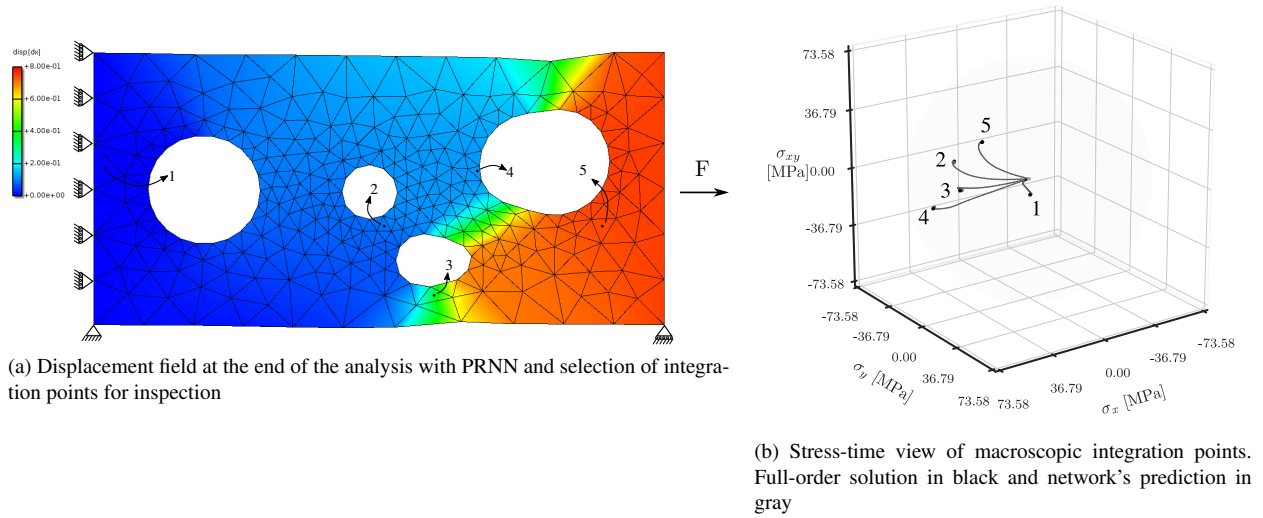 disp[dx]
+8.00e-01
+6.00e-01
+4.00e-01
+2.00e-01
+0.00e+00
1
2
3
4
5
F
(a) Displacement field at the end of the analysis with PRNN and selection of integra-
tion points for inspection
73.58
36.79
σxy
[MPa]
0.00
-36.79
-73.58
5
2
3
4
1
-73.58
-36.79
0.00
36.79
73.58
σy [MPa]
73.58
36.79
0.00
-36.79
-73.58
σx [MPa]
(b) Stress-time view of macroscopic integration points.
Full-order solution in black and network's prediction in
gray